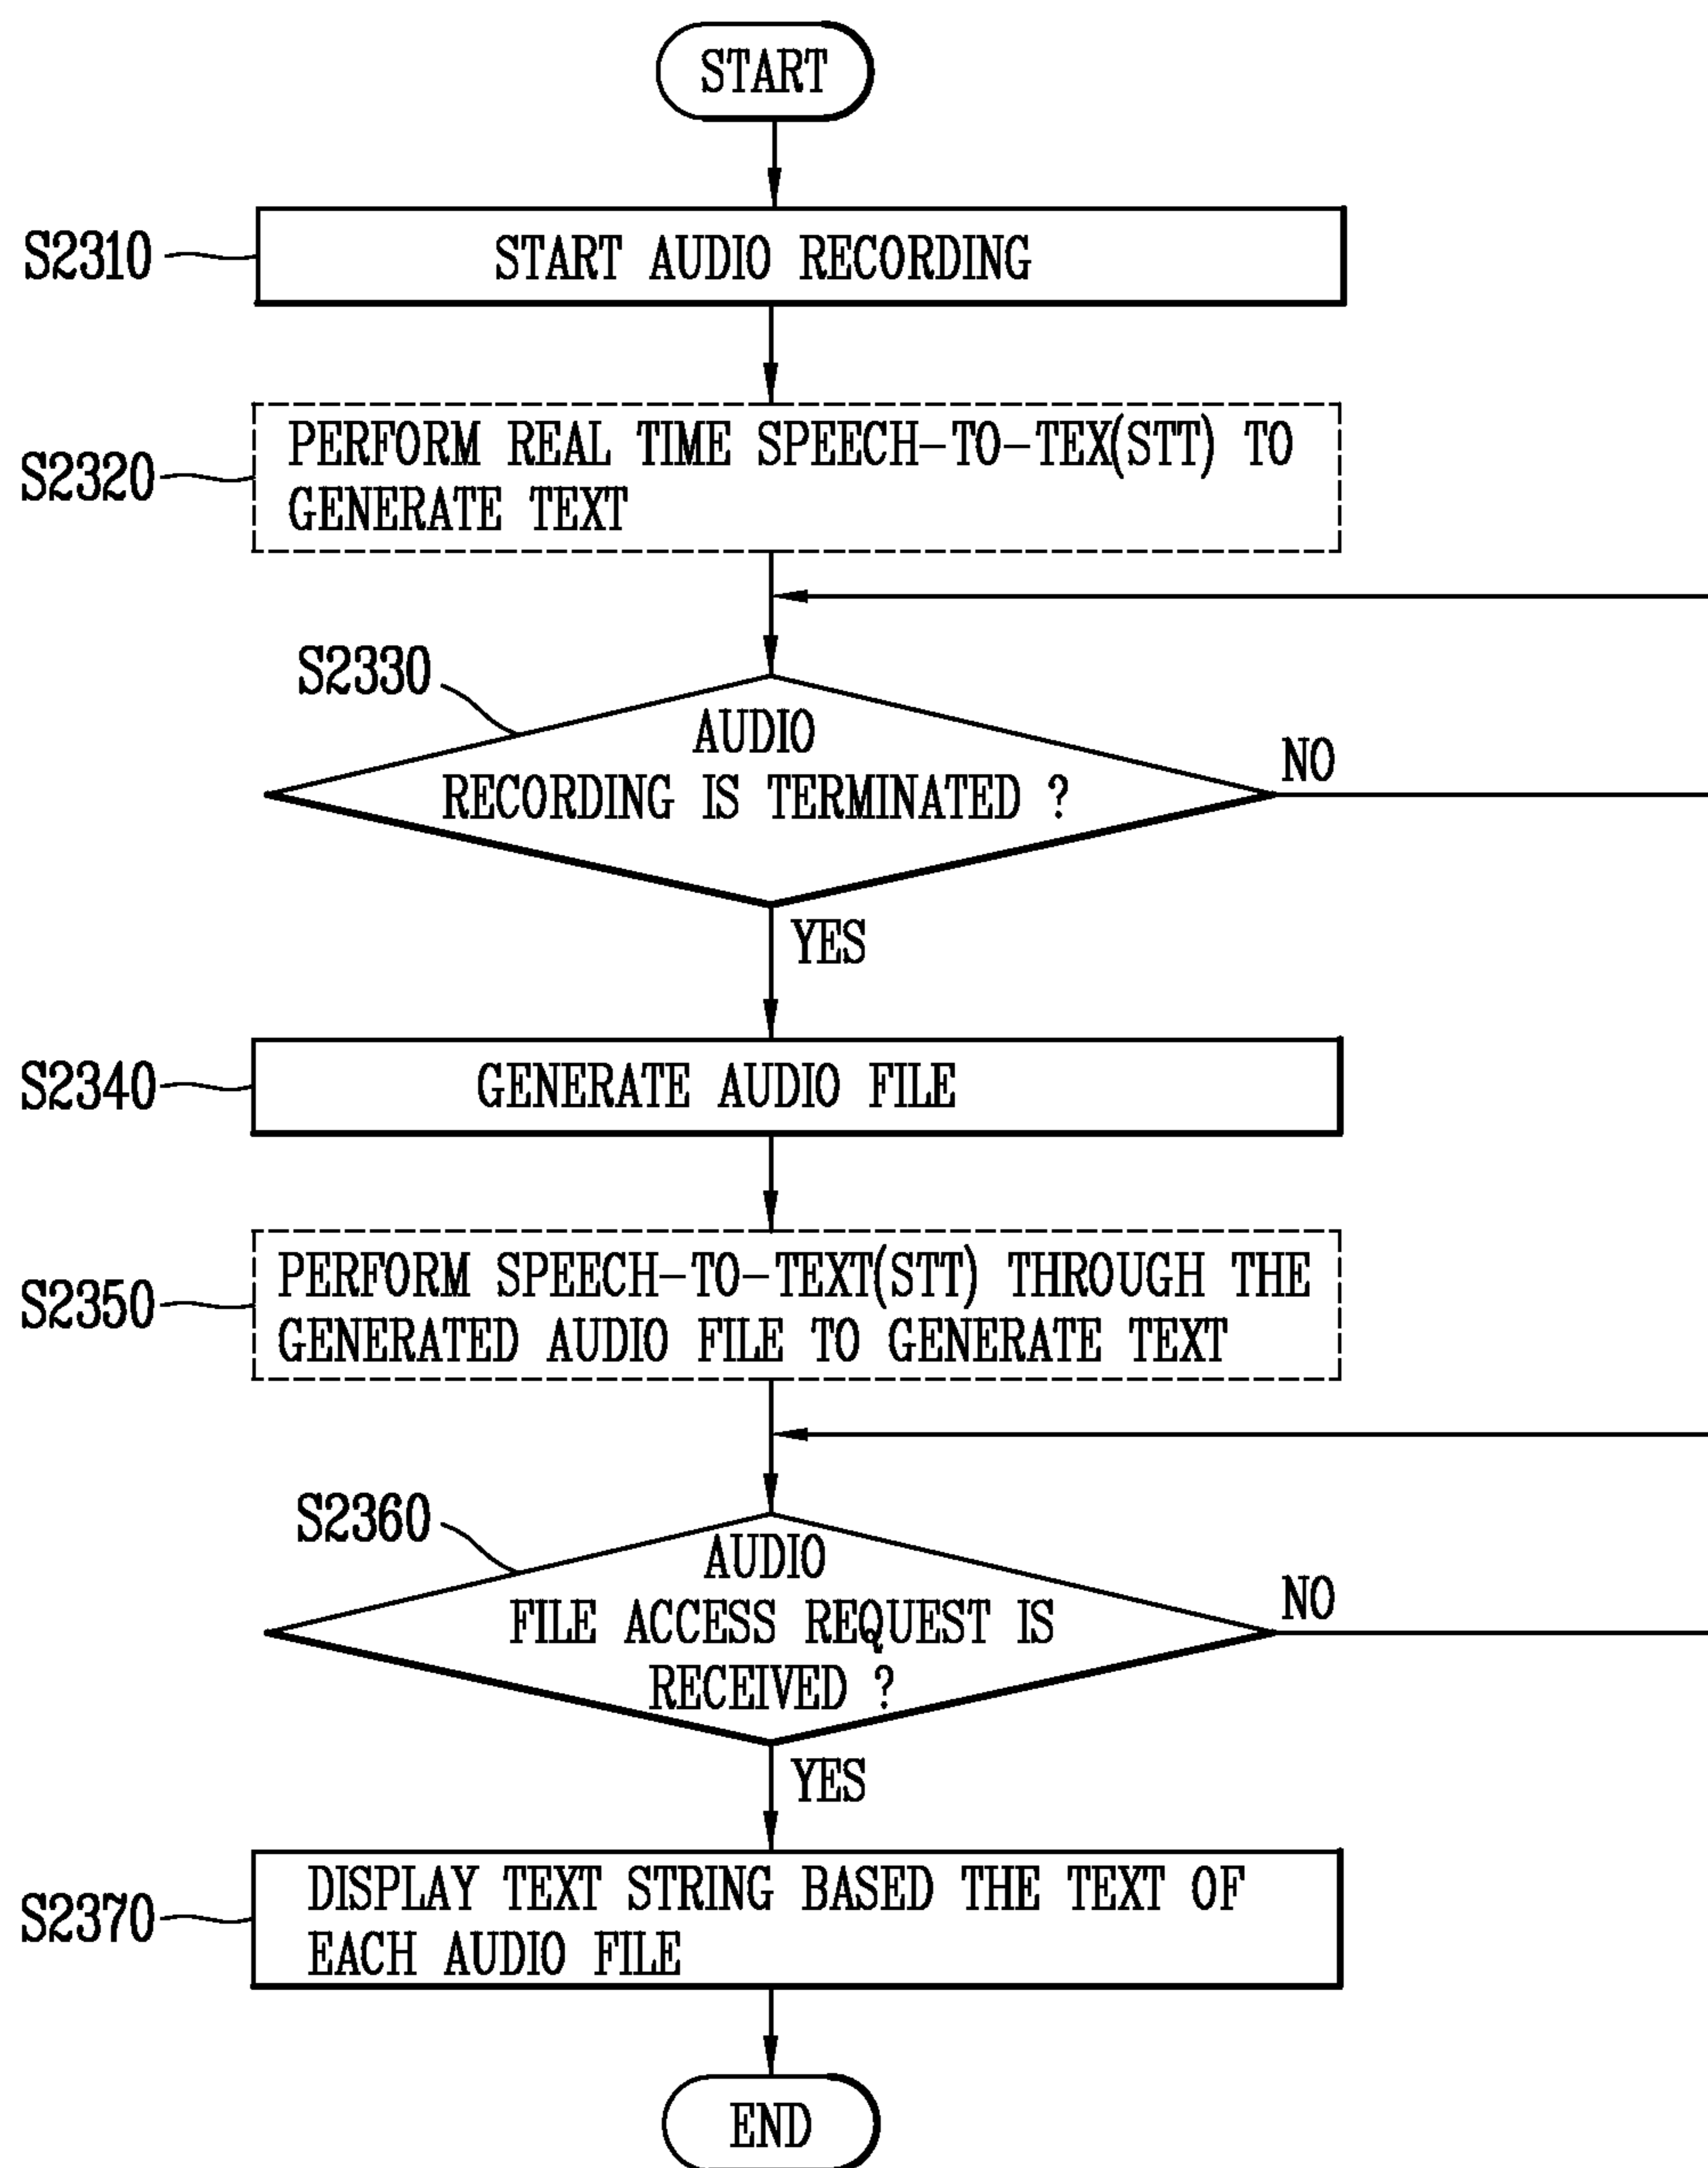 START
S2310
START AUDIO RECORDING
S2320
PERFORM REAL TIME SPEECH-TO-TEX(STT) TO
GENERATE TEXT
S2330
AUDIO
RECORDING IS TERMINATED ?
NO
YES
S2340
GENERATE AUDIO FILE
S2350
PERFORM SPEECH-TO-TEXT(STT) THROUGH THE
GENERATED AUDIO FILE TO GENERATE TEXT
S2360
AUDIO
FILE ACCESS REQUEST IS
RECEIVED ?
NO
YES
S2370
DISPLAY TEXT STRING BASED THE TEXT OF
EACH AUDIO FILE
END